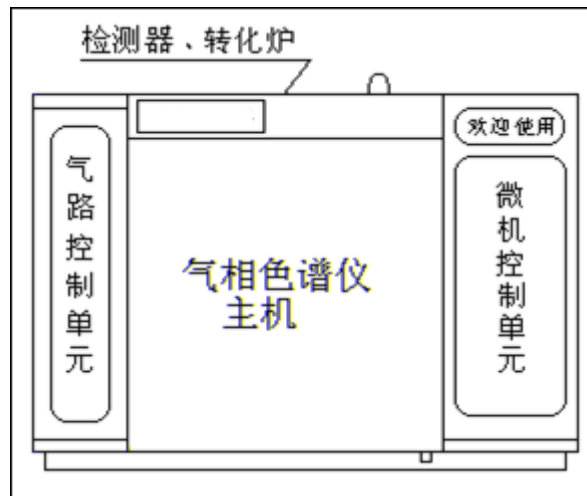 检测器、转化炉
气路控制单元
气相色谱仪
主机
欢迎使用
微机控制单元